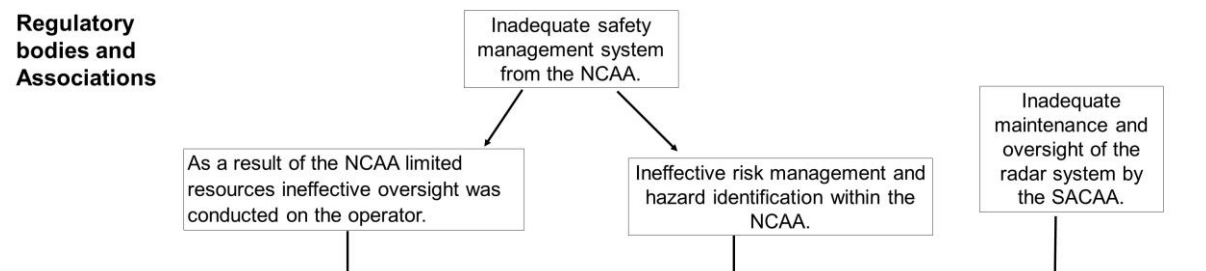 Regulatory
bodies and
Associations
Inadequate safety
management system
from the NCAA.
Inadequate
maintenance and
oversight of the
radar system by
the SACAA.
As a result of the NCAA limited
resources ineffective oversight was
conducted on the operator.
Ineffective risk management and
hazard identification within the
NCAA.